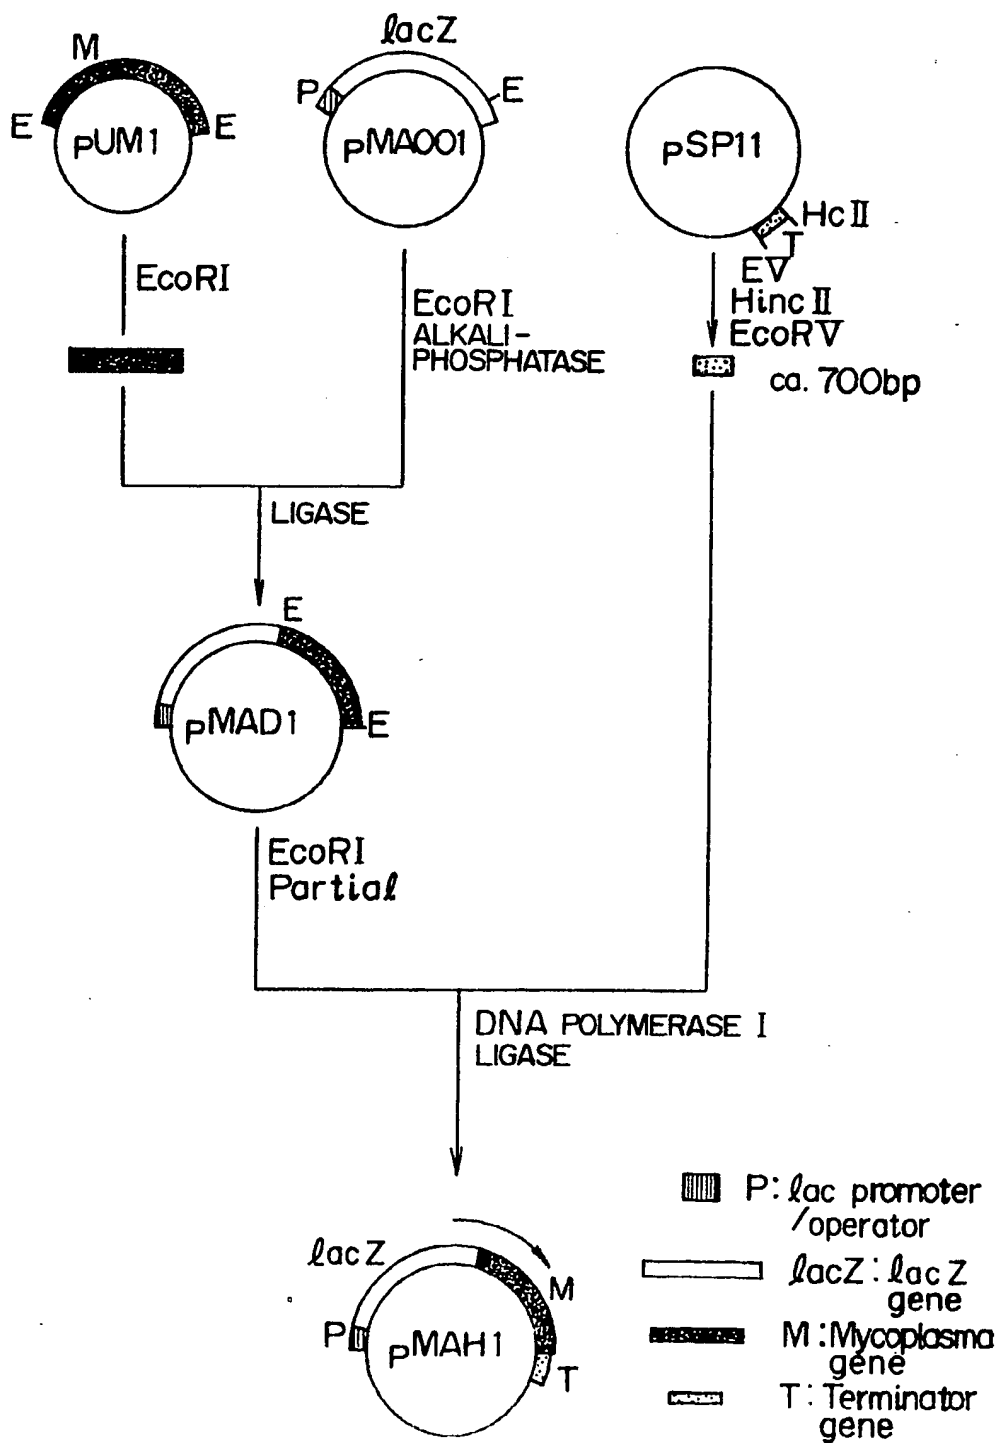 M
E
E
pUM1
lacZ
P
E
pMA001
pSP11
HcII
T
EV
EcoRI
EcoRI
ALKALI-
PHOSPHATASE
HincII
EcoRV
ca. 700bp
LIGASE
E
E
pMAD1
EcoRI
Partial
DNA POLYMERASE I
LIGASE
lacZ
M
P
T
pMAH1
P: lac promoter
/operator
lacZ: lacZ
gene
M: Mycoplasma
gene
T: Terminator
gene